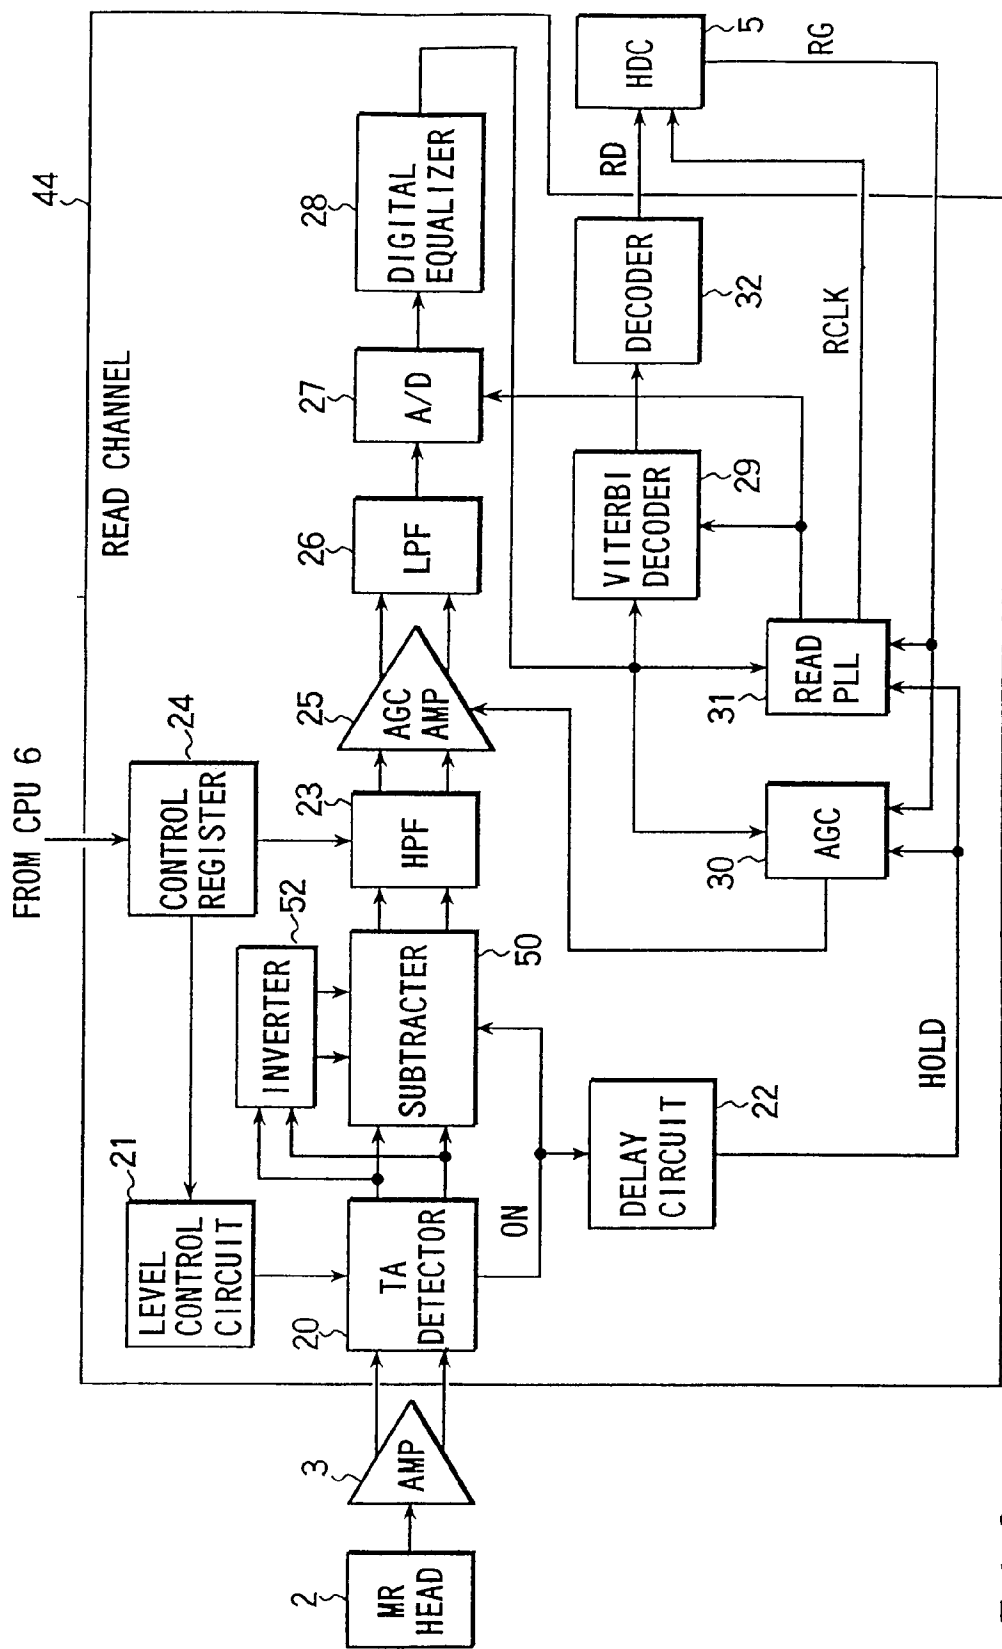 FROM CPU 6
44
READ CHANNEL
21
LEVEL
CONTROL
CIRCUIT
CONTROL
REGISTER
24
INVERTER
52
2
MR
HEAD
3
AMP
20
TA
DETECTOR
SUBTRACTER
50
23
HPF
25
AGC
AMP
26
LPF
27
A/D
28
DIGITAL
EQUALIZER
ON
DELAY
CIRCUIT
22
HOLD
30
AGC
31
READ
PLL
VITERBI
DECODER
29
DECODER
32
RD
RCLK
HDC
5
RG